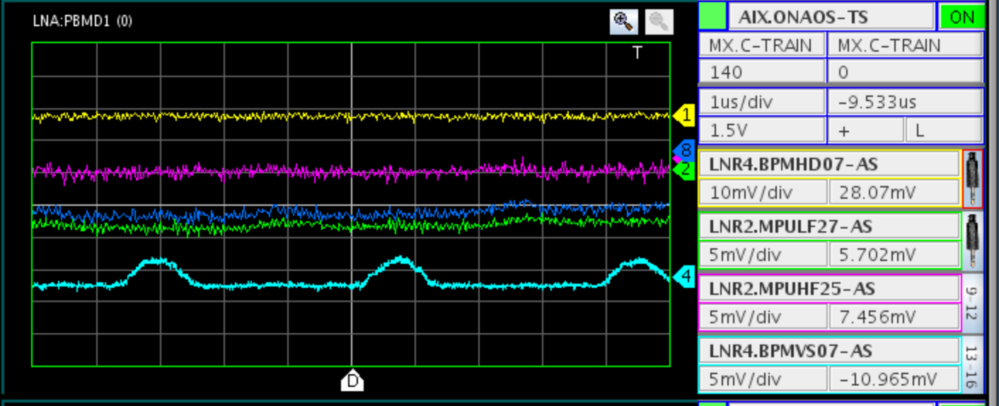 LNA:PBMD1 (0)
T
1
8
2
4
D
AIX.ONAOS-TS ON
MX.C-TRAIN MX.C-TRAIN
140 0
1us/div -9.533us
1.5V + L
LNR4.BPMHD07-AS
10mV/div 28.07mV
LNR2.MPULF27-AS
5mV/div 5.702mV
LNR2.MPUHF25-AS
5mV/div 7.456mV
9-12
LNR4.BPMVS07-AS
5mV/div -10.965mV
13-16